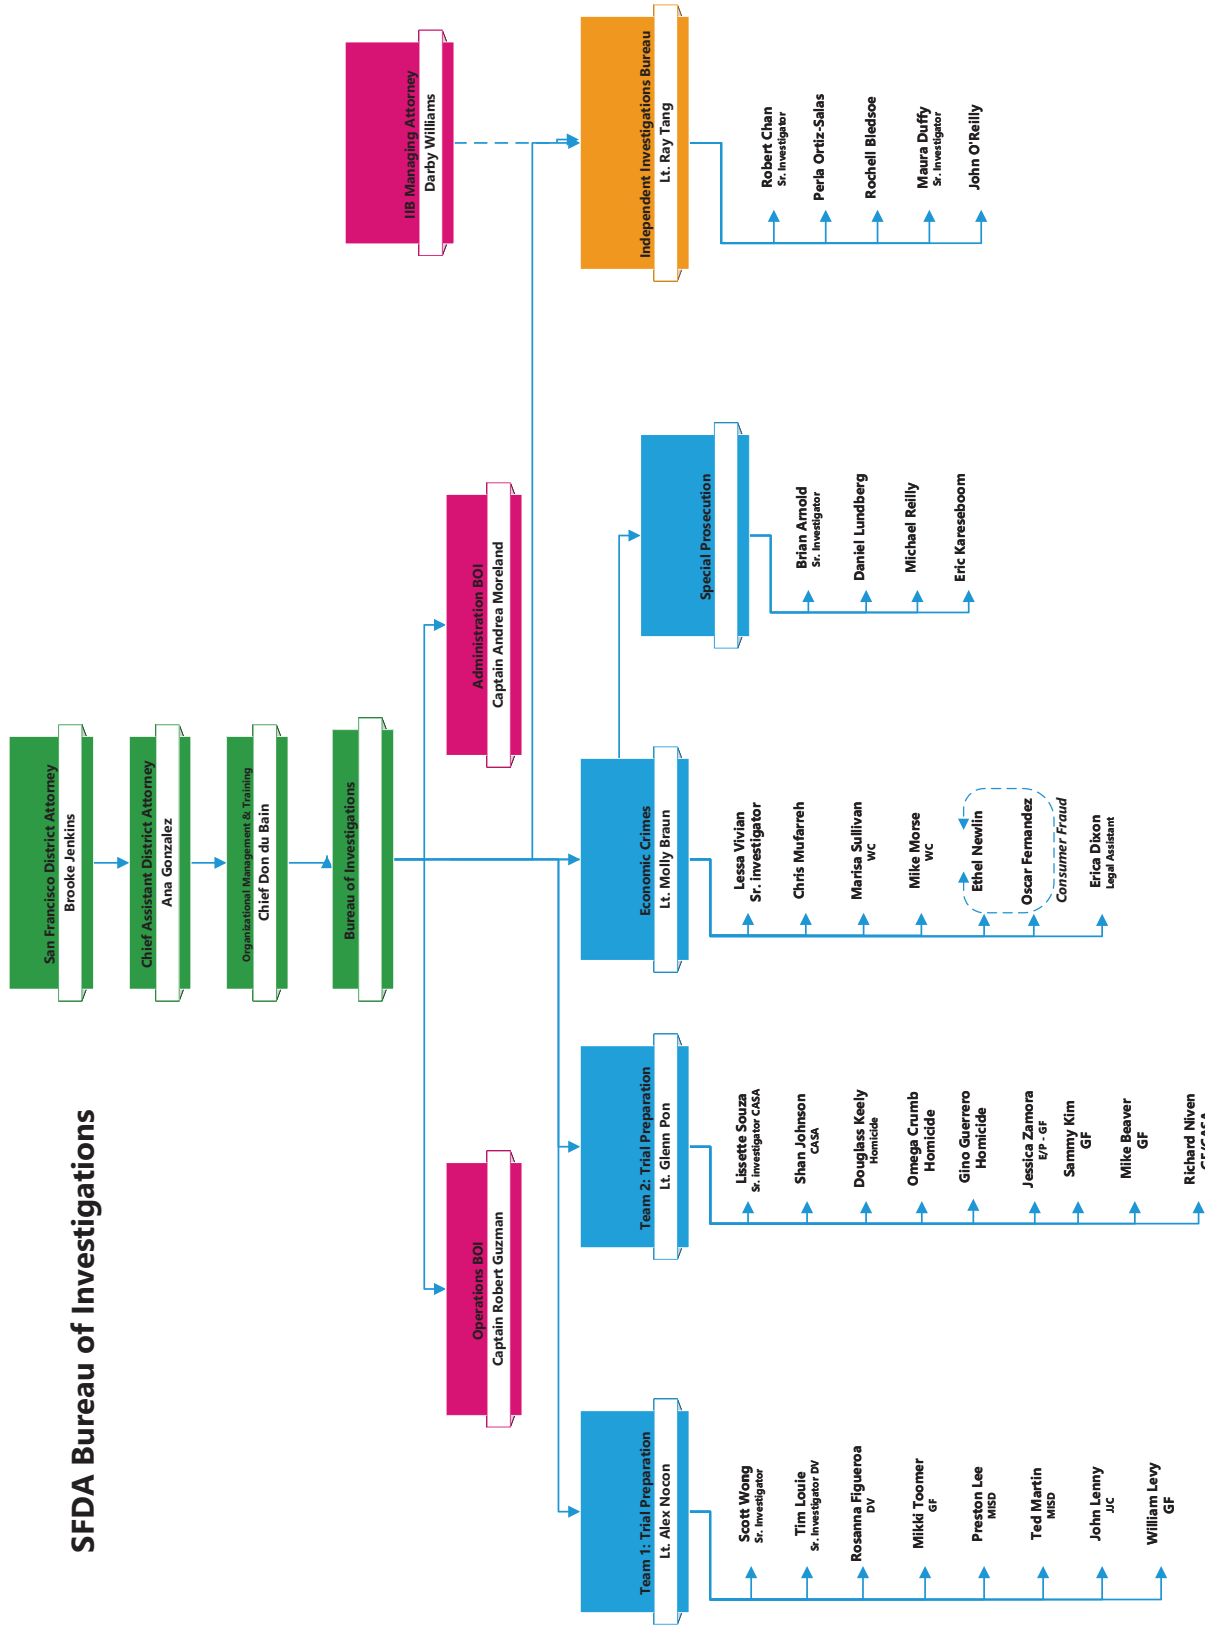 SFDA Bureau of Investigations
San Francisco District Attorney
Brooke Jenkins
Chief Assistant District Attorney
Ana Gonzalez
Organizational Management & Training
Chief Don du Bain
Bureau of Investigations
IIB Managing Attorney
Darby Williams
Operations BOI
Captain Robert Guzman
Administration BOI
Captain Andrea Moreland
Team 1: Trial Preparation
Lt. Alex Nocon
Scott Wong
Sr. Investigator
Tim Louie
Sr. Investigator DV
Rosanna Figueroa
DV
Mikki Toomer
GF
Preston Lee
MISD
Ted Martin
MISD
John Lenny
JJC
William Levy
GF
Team 2: Trial Preparation
Lt. Glenn Pon
Lissette Souza
Sr. investigator CASA
Shan Johnson
CASA
Douglass Keely
Homicide
Omega Crumb
Homicide
Gino Guerrero
Homicide
Jessica Zamora
E/P - GF
Sammy Kim
GF
Mike Beaver
GF
Richard Niven
Economic Crimes
Lt. Molly Braun
Lessa Vivian
Sr. investigator
Chris Mufarreh
Marisa Sullivan
WC
Mike Morse
WC
Ethel Newlin
Oscar Fernandez
Consumer Fraud
Erica Dixon
Legal Assistant
Special Prosecution
Brian Arnold
Sr. Investigator
Daniel Lundberg
Michael Reilly
Eric Kareseboom
Independent Investigations Bureau
Lt. Ray Tang
Robert Chan
Sr. Investigator
Perla Ortiz-Salas
Rochell Bledsoe
Maura Duffy
Sr. Investigator
John O'Reilly